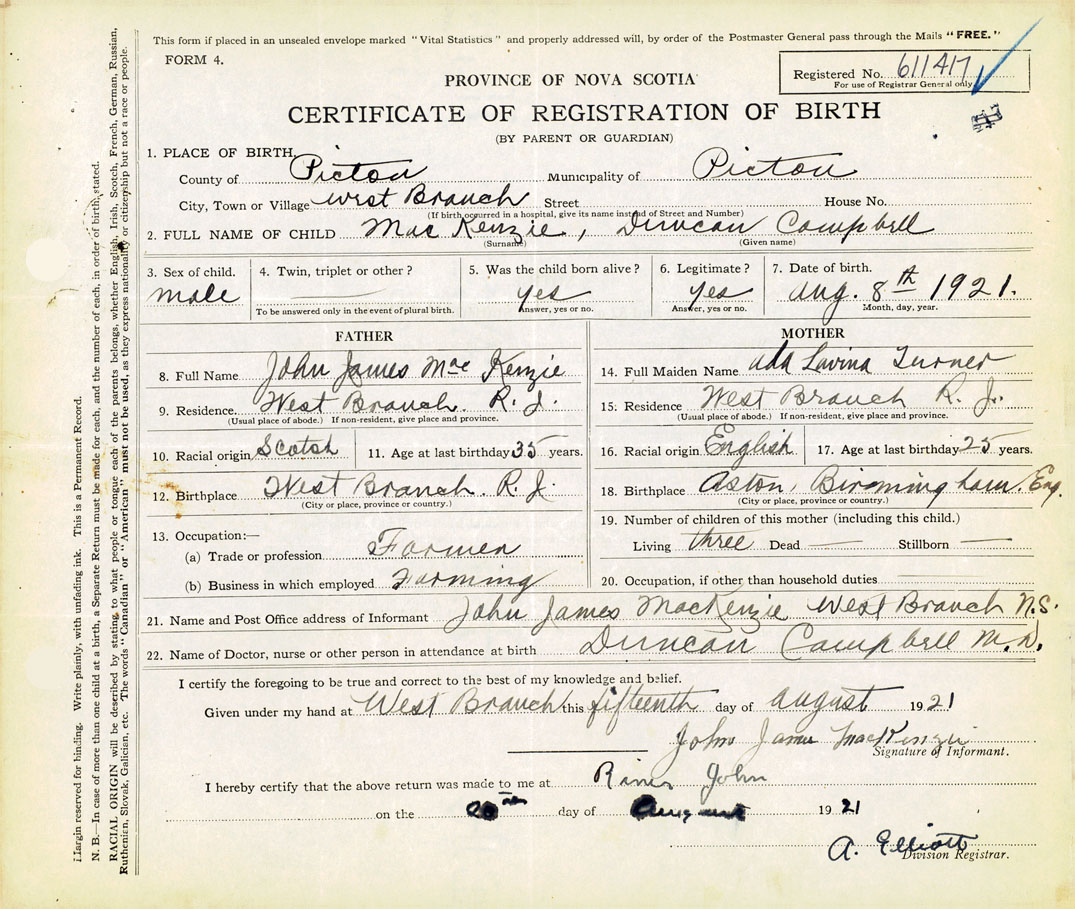 This form if placed in an unsealed envelope marked "Vital Statistics" and properly addressed will, by order of the Postmaster General pass through the Mails "FREE."
FORM 4.
Registered No. 611417
For use of Registrar General only
PROVINCE OF NOVA SCOTIA
CERTIFICATE OF REGISTRATION OF BIRTH
(BY PARENT OR GUARDIAN)
1. PLACE OF BIRTH,
County of Pictou Municipality of Pictou
City, Town or Village West Branch Street House No.
(If birth occurred in a hospital, give its name instead of Street and Number)
2. FULL NAME OF CHILD MacKenzie, Duncan Campbell
(Surname) (Given name)
3. Sex of child. 4. Twin, triplet or other? 5. Was the child born alive? 6. Legitimate? 7. Date of birth.
male yes yes Aug. 8th 1921.
To be answered only in the event of plural birth. Answer, yes or no. Answer, yes or no. Month, day, year.
FATHER MOTHER
8. Full Name John James MacKenzie
9. Residence. West Branch. R. J.
(Usual place of abode.) If non-resident, give place and province.
10. Racial origin Scotch 11. Age at last birthday 35 years.
12. Birthplace West Branch. R. J.
(City or place, province or country.)
13. Occupation:—
(a) Trade or profession Farmer
(b) Business in which employed Farming
14. Full Maiden Name Ada Lovina Turner
15. Residence West Branch R. J.
(Usual place of abode.) If non-resident, give place and province.
16. Racial origin English 17. Age at last birthday 25 years.
18. Birthplace Aston, Birmingham. Eng
(City or place, province or country.)
19. Number of children of this mother (including this child.)
Living three Dead Stillborn
20. Occupation, if other than household duties
21. Name and Post Office address of Informant John James MacKenzie West Branch N.S.
22. Name of Doctor, nurse or other person in attendance at birth Duncan Campbell M.D.
I certify the foregoing to be true and correct to the best of my knowledge and belief.
Given under my hand at West Branch this fifteenth day of August 1921
John James MacKenzie
Signature of Informant.
I hereby certify that the above return was made to me at River John
on the 20th day of August 1921
A. Elliott
Division Registrar.
Margin reserved for binding. Write plainly, with unfading ink. This is a Permanent Record.
N. B.—In case of more than one child at a birth, a Separate Return must be made for each, and the number of each, in order of birth, stated.
RACIAL ORIGIN will be described by stating to what people or tongue each of the parents belongs, whether English, Irish, Scotch, French, German, Russian,
Ruthenian, Slovak, Galician, etc. The words "Canadian" or "American" must not be used, as they express nationality or citizenship but not a race or people.